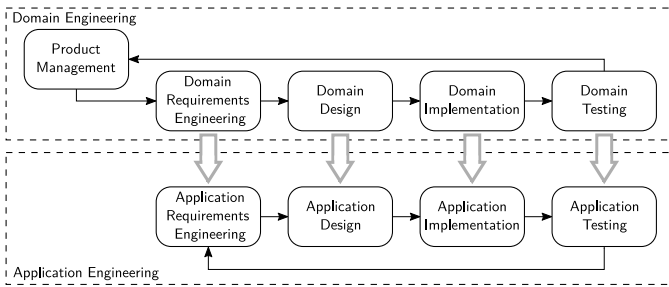 Domain Engineering
Product
Management
Domain
Requirements
Engineering
Domain
Design
Domain
Implementation
Domain
Testing
Application
Requirements
Engineering
Application
Design
Application
Implementation
Application
Testing
Application Engineering